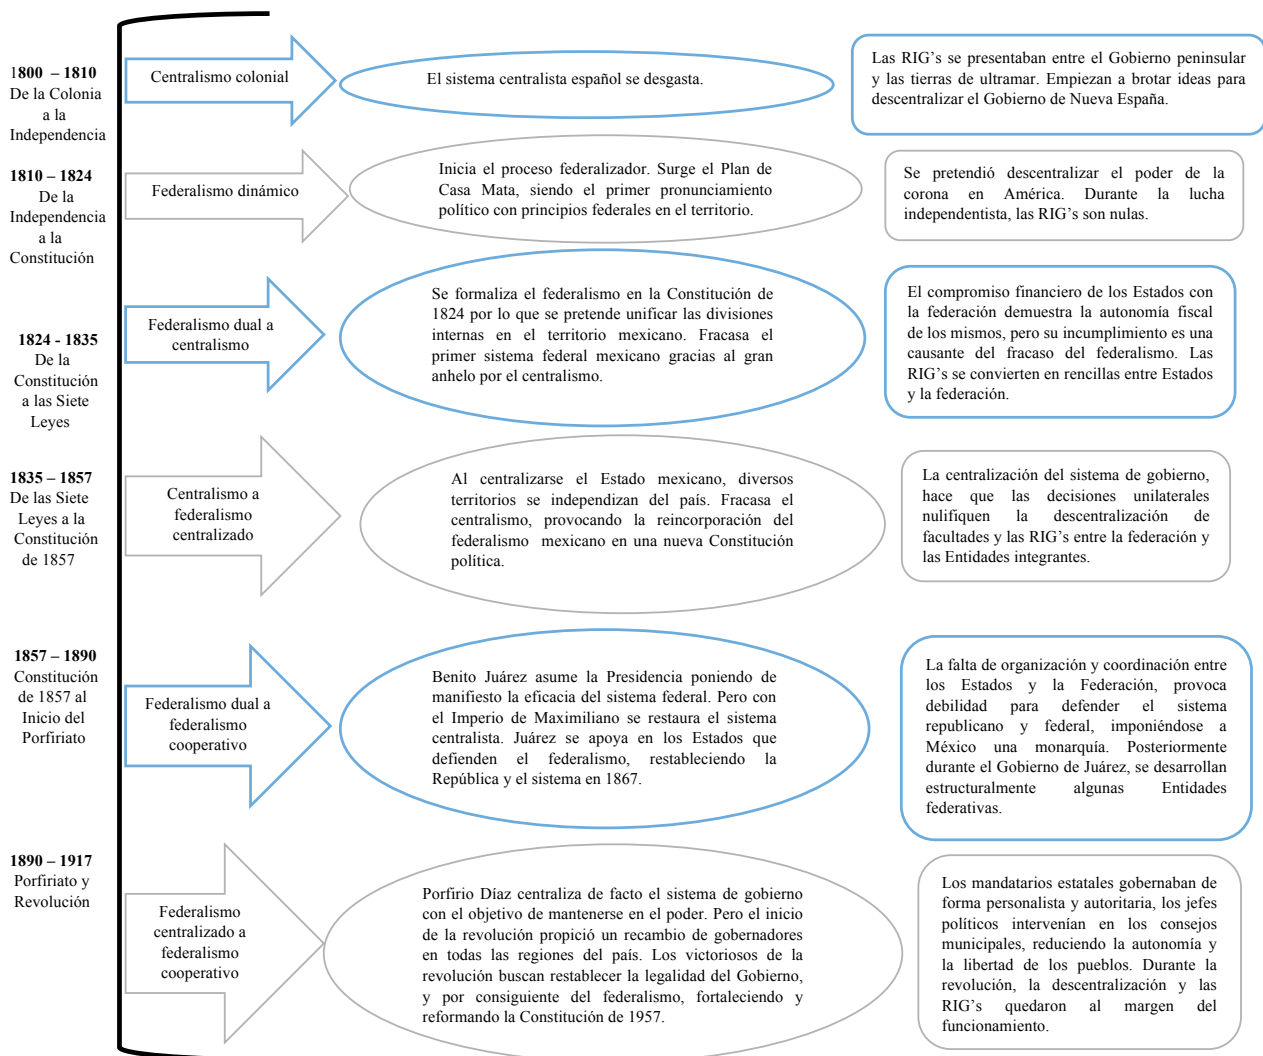 1800 – 1810
De la Colonia
a la
Independencia
Centralismo colonial
El sistema centralista español se desgasta.
Las RIG's se presentaban entre el Gobierno peninsular
y las tierras de ultramar. Empiezan a brotar ideas para
descentralizar el Gobierno de Nueva España.
1810 – 1824
De la
Independencia
a la
Constitución
Federalismo dinámico
Inicia el proceso federalizador. Surge el Plan de
Casa Mata, siendo el primer pronunciamiento
político con principios federales en el territorio.
Se pretendió descentralizar el poder de la
corona en América. Durante la lucha
independentista, las RIG's son nulas.
1824 - 1835
De la
Constitución
a las Siete
Leyes
Federalismo dual a
centralismo
Se formaliza el federalismo en la Constitución de
1824 por lo que se pretende unificar las divisiones
internas en el territorio mexicano. Fracasa el
primer sistema federal mexicano gracias al gran
anhelo por el centralismo.
El compromiso financiero de los Estados con
la federación demuestra la autonomía fiscal
de los mismos, pero su incumplimiento es una
causante del fracaso del federalismo. Las
RIG's se convierten en rencillas entre Estados
y la federación.
1835 – 1857
De las Siete
Leyes a la
Constitución
de 1857
Centralismo a
federalismo
centralizado
Al centralizarse el Estado mexicano, diversos
territorios se independizan del país. Fracasa el
centralismo, provocando la reincorporación del
federalismo mexicano en una nueva Constitución
política.
La centralización del sistema de gobierno,
hace que las decisiones unilaterales
nulifiquen la descentralización de
facultades y las RIG's entre la federación y
las Entidades integrantes.
1857 – 1890
Constitución
de 1857 al
Inicio del
Porfiriato
Federalismo dual a
federalismo
cooperativo
Benito Juárez asume la Presidencia poniendo de
manifiesto la eficacia del sistema federal. Pero con
el Imperio de Maximiliano se restaura el sistema
centralista. Juárez se apoya en los Estados que
defienden el federalismo, restableciendo la
República y el sistema en 1867.
La falta de organización y coordinación entre
los Estados y la Federación, provoca
debilidad para defender el sistema
republicano y federal, imponiéndose a
México una monarquía. Posteriormente
durante el Gobierno de Juárez, se desarrollan
estructuralmente algunas Entidades
federativas.
1890 – 1917
Porfiriato y
Revolución
Federalismo
centralizado a
federalismo
cooperativo
Porfirio Díaz centraliza de facto el sistema de gobierno
con el objetivo de mantenerse en el poder. Pero el inicio
de la revolución propició un recambio de gobernadores
en todas las regiones del país. Los victoriosos de la
revolución buscan restablecer la legalidad del Gobierno,
y por consiguiente del federalismo, fortaleciendo y
reformando la Constitución de 1957.
Los mandatarios estatales gobernaban de
forma personalista y autoritaria, los jefes
políticos intervenían en los consejos
municipales, reduciendo la autonomía y
la libertad de los pueblos. Durante la
revolución, la descentralización y las
RIG's quedaron al margen del
funcionamiento.